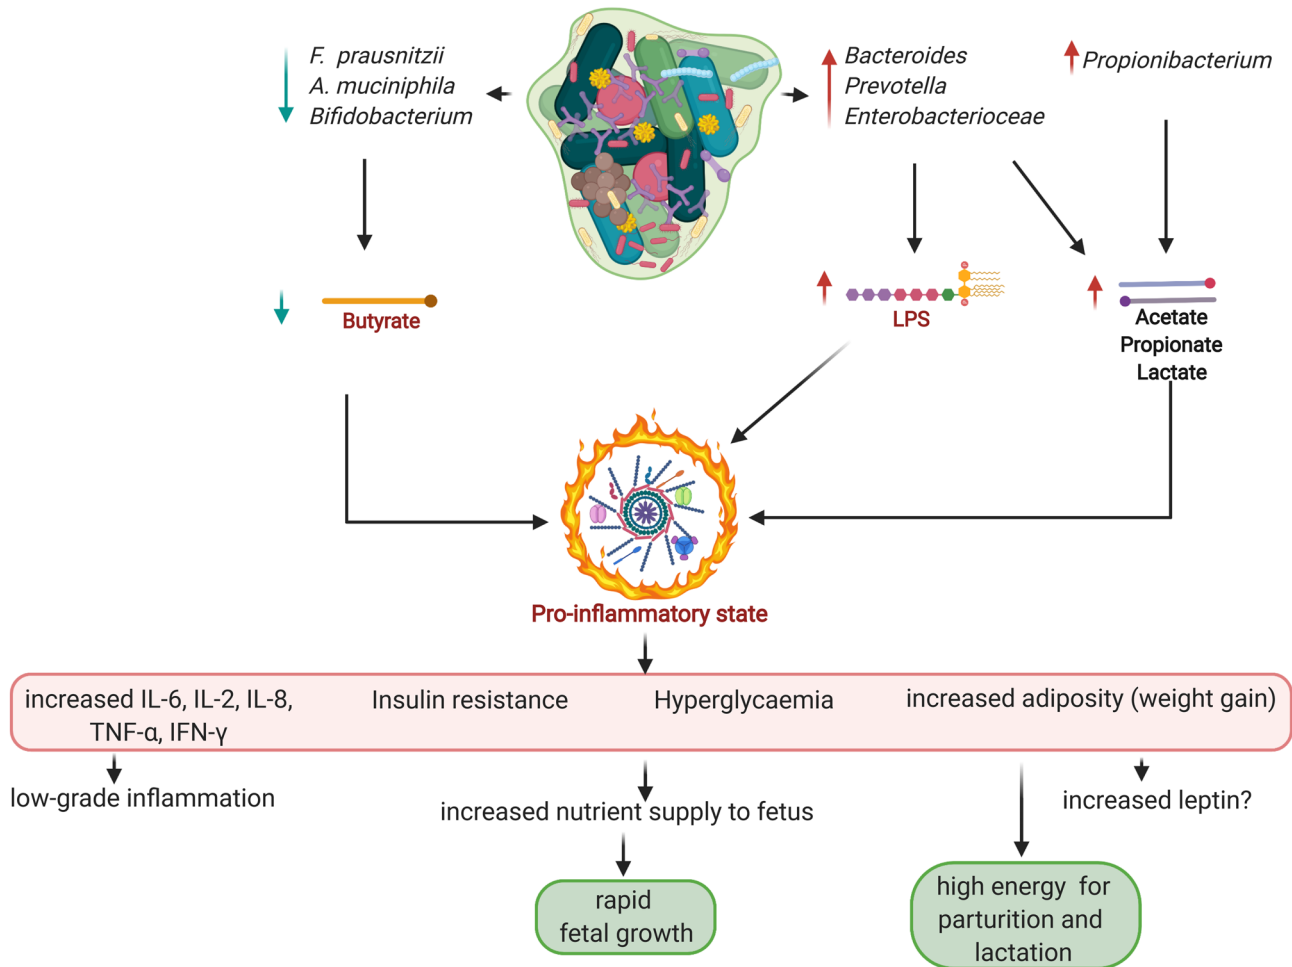 F. prausnitzii
A. muciniphila
Bifidobacterium
Bacteroides
Prevotella
Enterobacterioceae
Propionibacterium
Butyrate
LPS
Acetate
Propionate
Lactate
Pro-inflammatory state
increased IL-6, IL-2, IL-8,
TNF-α, IFN-γ
Insulin resistance
Hyperglycaemia
increased adiposity (weight gain)
low-grade inflammation
increased nutrient supply to fetus
increased leptin?
rapid
fetal growth
high energy for
parturition and
lactation